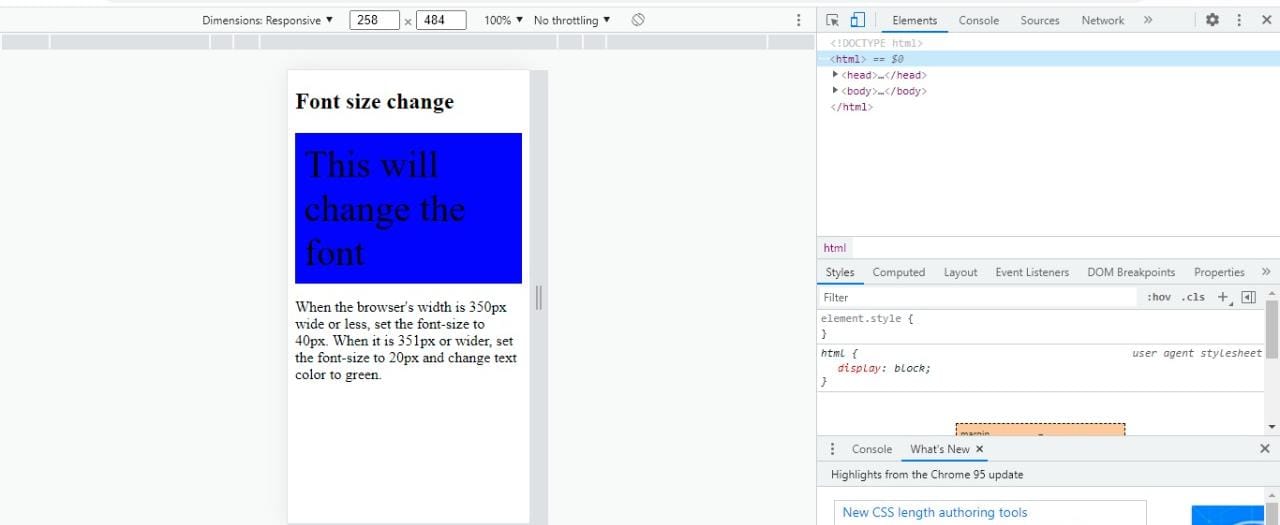 Dimensions: Responsive ▼ 258 × 484 100% ▼ No throttling ▼
Elements Console Sources Network »
Font size change
This will
change the
font
When the browser's width is 350px
wide or less, set the font-size to
40px. When it is 351px or wider, set
the font-size to 20px and change text
color to green.
<!DOCTYPE html>
<html> == $0
<head>…</head>
<body>…</body>
</html>
html
Styles Computed Layout Event Listeners DOM Breakpoints Properties »
Filter :hov .cls +
element.style {
}
html { user agent stylesheet
display: block;
}
margin -
Console What's New ×
Highlights from the Chrome 95 update
New CSS length authoring tools